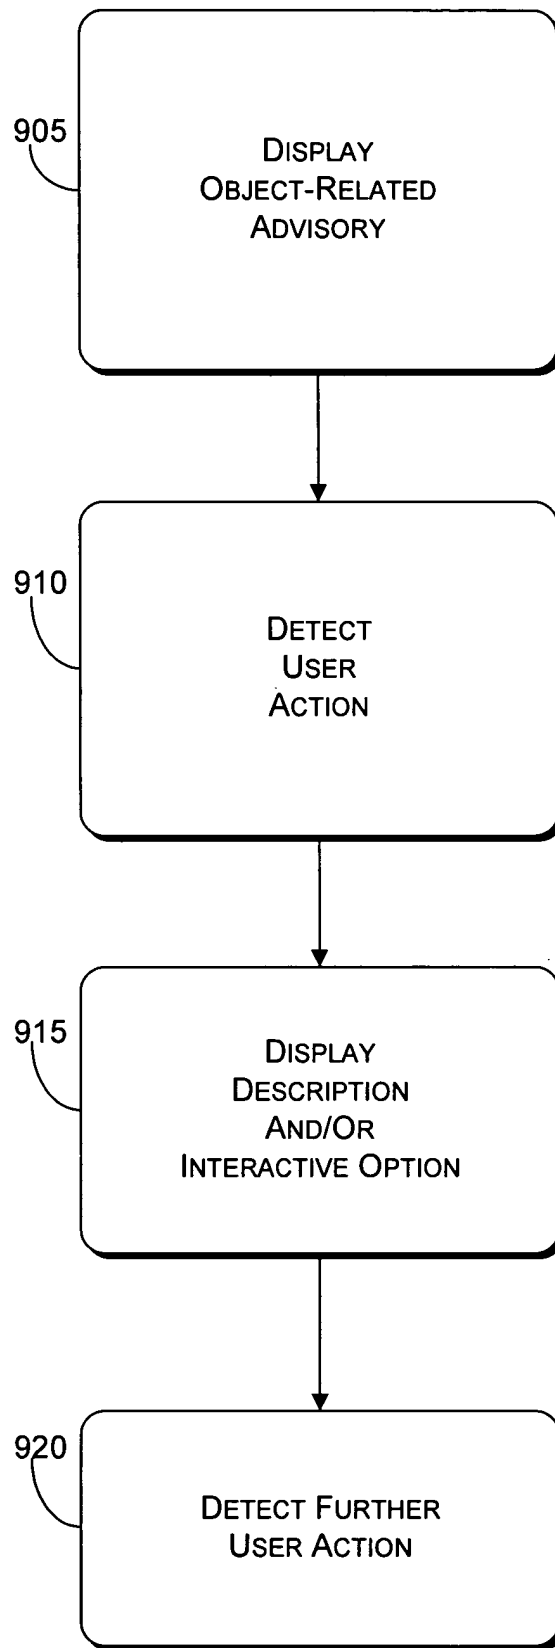 905
DISPLAY
OBJECT-RELATED
ADVISORY
910
DETECT
USER
ACTION
915
DISPLAY
DESCRIPTION
AND/OR
INTERACTIVE OPTION
920
DETECT FURTHER
USER ACTION